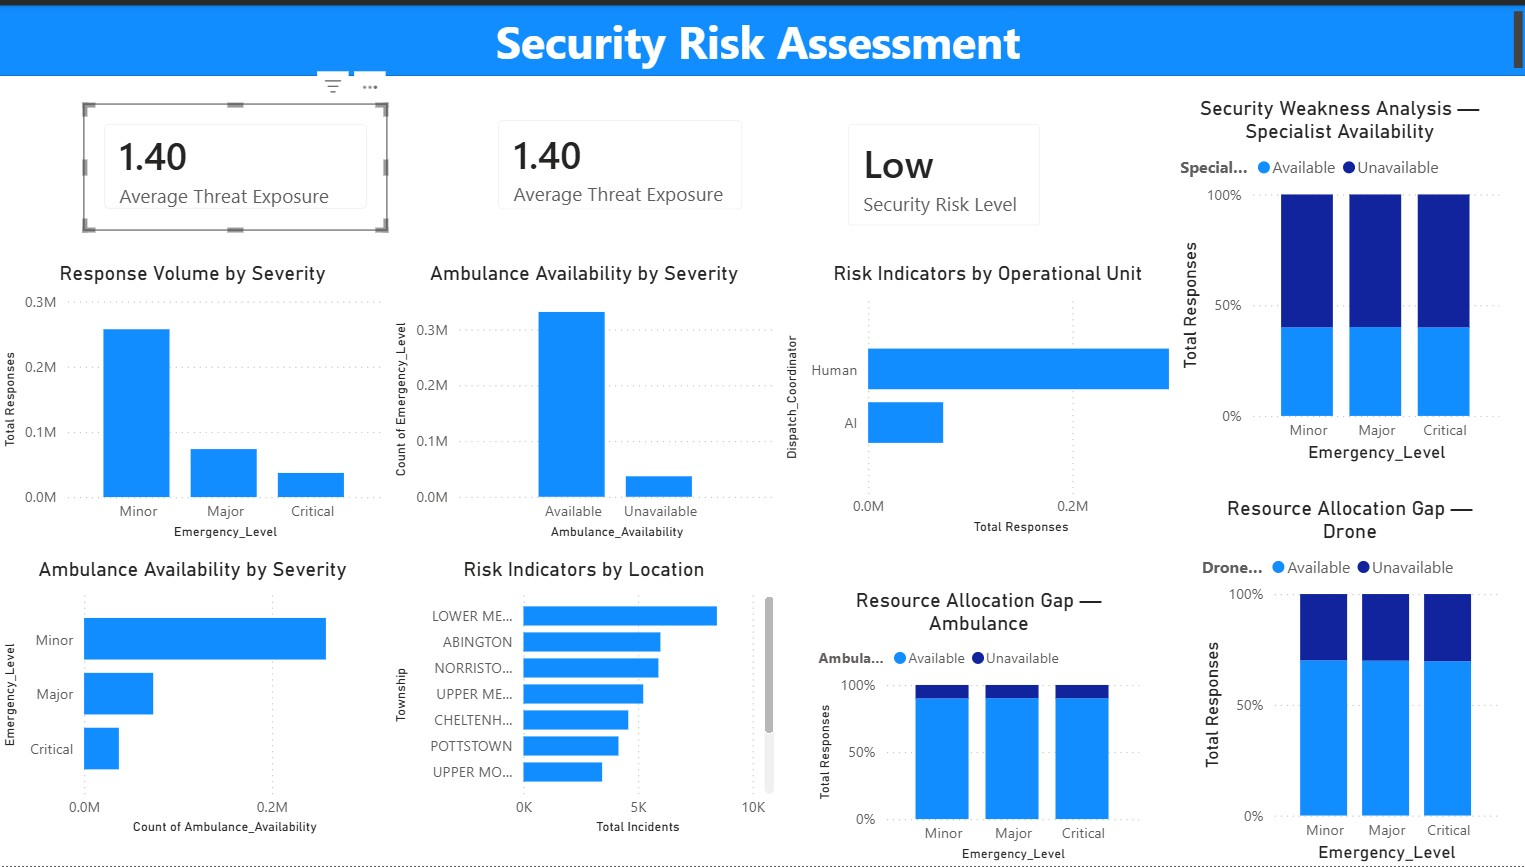 Security Risk Assessment
1.40
Average Threat Exposure
1.40
Average Threat Exposure
Low
Security Risk Level
Security Weakness Analysis —
Specialist Availability
Special... Available Unavailable
100%
50%
0%
Total Responses
Minor Major Critical
Emergency_Level
Response Volume by Severity
0.3M
0.2M
0.1M
0.0M
Total Responses
Minor Major Critical
Emergency_Level
Ambulance Availability by Severity
0.3M
0.2M
0.1M
0.0M
Count of Emergency_Level
Available Unavailable
Ambulance_Availability
Risk Indicators by Operational Unit
Dispatch_Coordinator
Human
AI
0.0M 0.2M
Total Responses
Ambulance Availability by Severity
Emergency_Level
Minor
Major
Critical
0.0M 0.2M
Count of Ambulance_Availability
Risk Indicators by Location
Township
LOWER ME...
ABINGTON
NORRISTO...
UPPER ME...
CHELTENH...
POTTSTOWN
UPPER MO...
0K 5K 10K
Total Incidents
Resource Allocation Gap —
Ambulance
Ambula... Available Unavailable
100%
50%
0%
Total Responses
Minor Major Critical
Emergency_Level
Resource Allocation Gap —
Drone
Drone... Available Unavailable
100%
50%
0%
Total Responses
Minor Major Critical
Emergency_Level